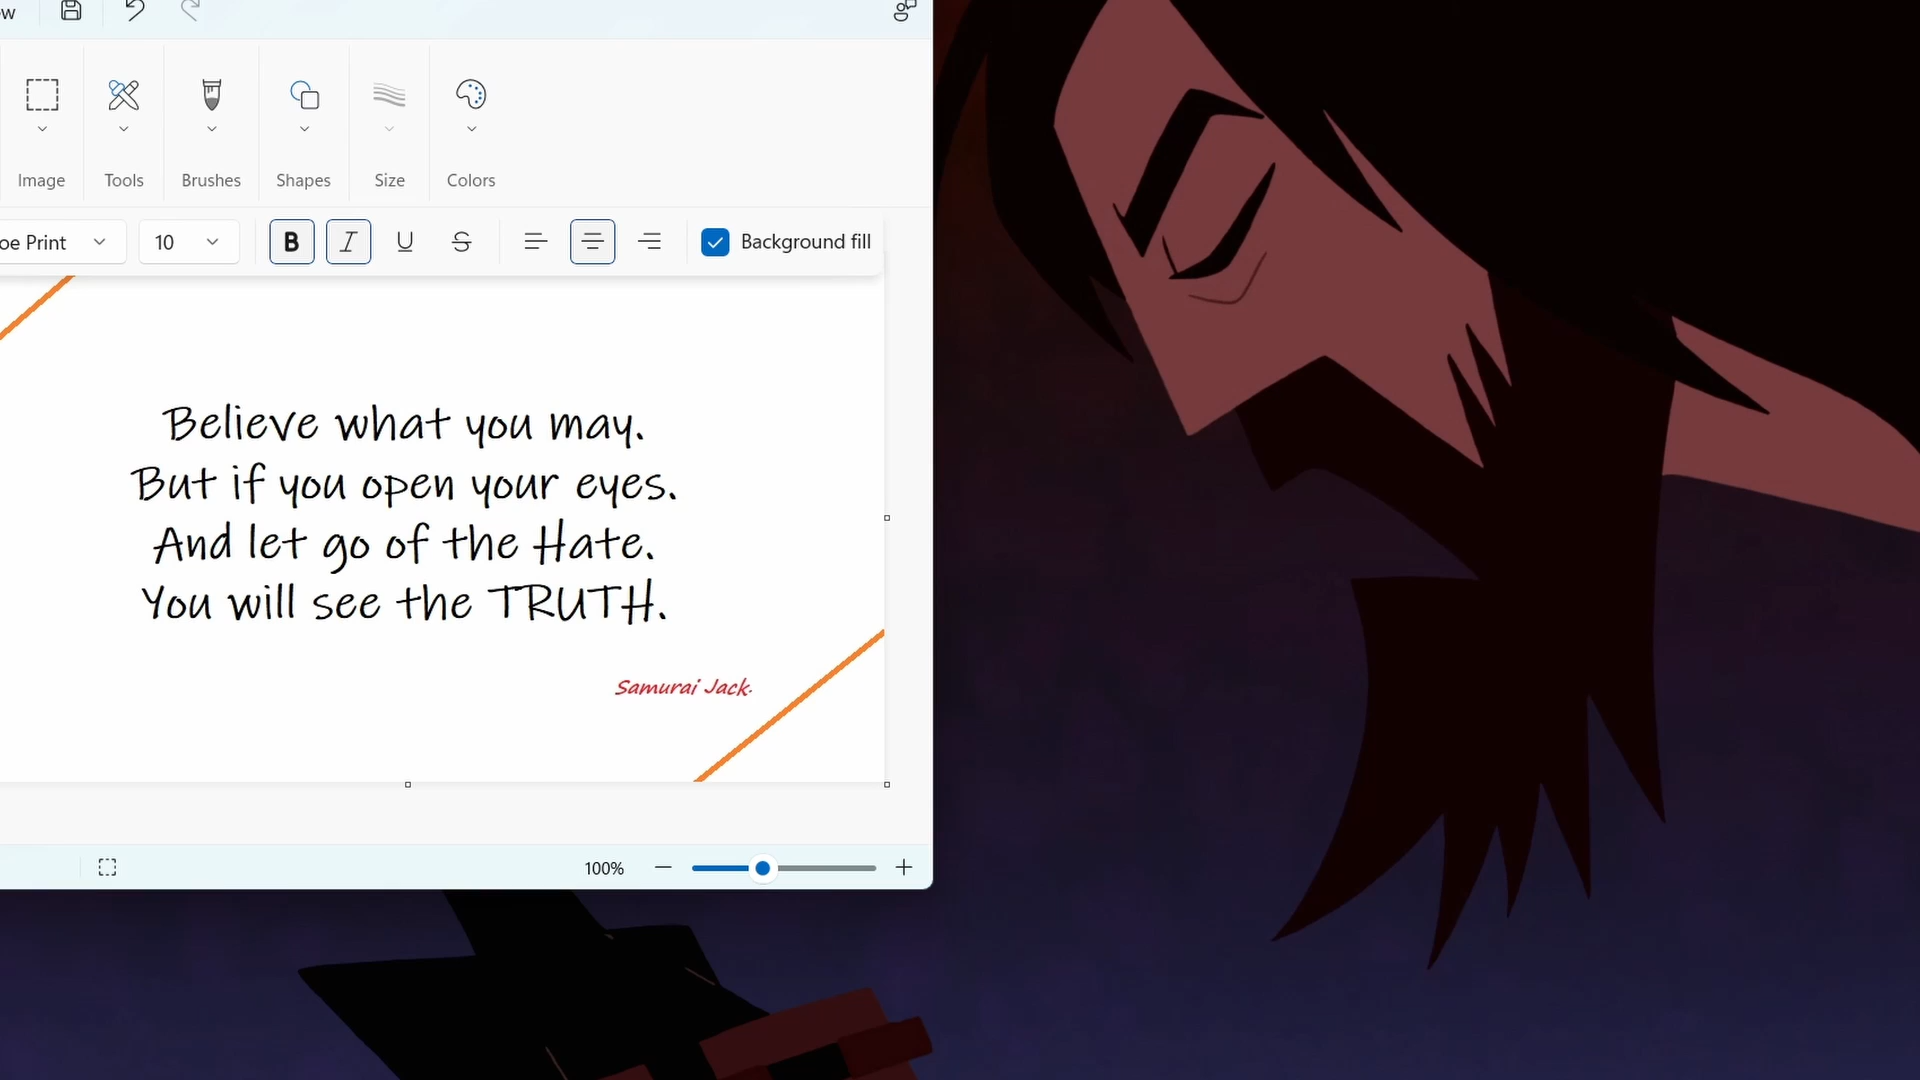 Image
Tools
Brushes
Shapes
Size
Colors
oe Print
10
B
I
U
S
Background fill
Believe what you may.
But if you open your eyes.
And let go of the Hate.
You will see the TRUTH.
Samurai Jack.
100%